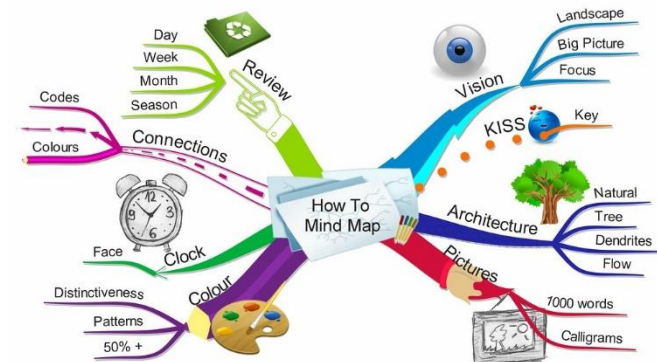 How To
Mind Map
Vision
Landscape
Big Picture
Focus
KISS
Key
Architecture
Natural
Tree
Dendrites
Flow
Pictures
1000 words
Calligrams
Colour
Distinctiveness
Patterns
50% +
Clock
Face
Connections
Codes
Colours
Review
Day
Week
Month
Season